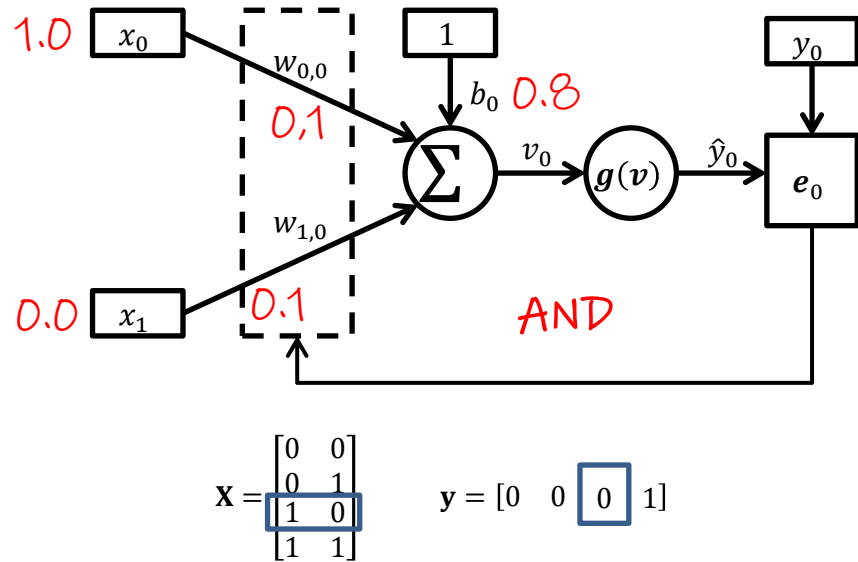 1.0 x₀ 1 y₀
w₀,₀ b₀ 0.8
0,1
Σ v₀ g(v) ŷ₀ e₀
w₁,₀
0.0 x₁ 0.1 AND
X = [0 0
0 1
1 0
1 1] y = [0 0 0 1]